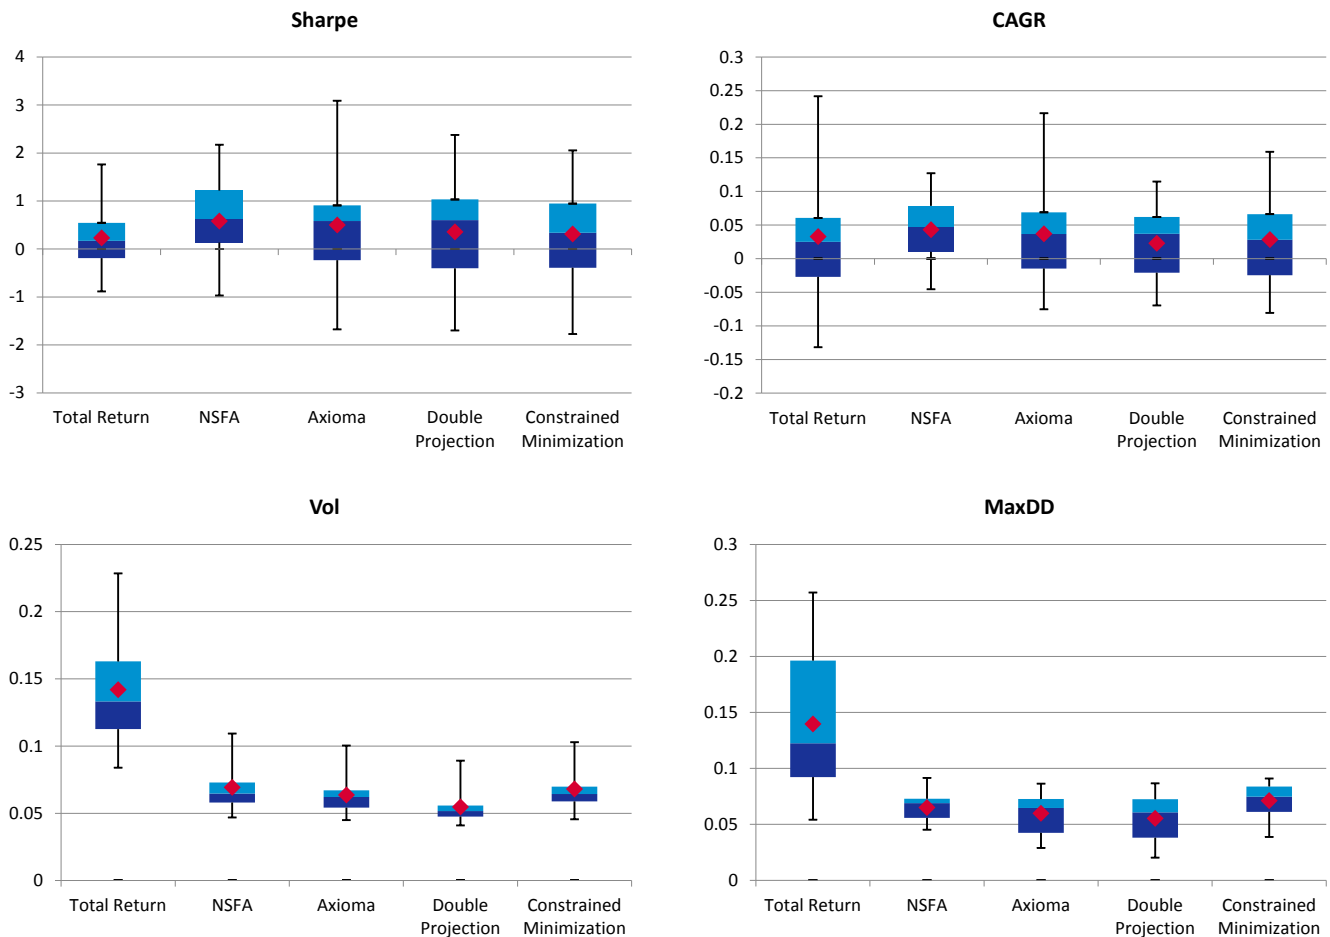 Sharpe
4
3
2
1
0
-1
-2
-3
Total Return
NSFA
Axioma
Double
Projection
Constrained
Minimization
CAGR
0.3
0.25
0.2
0.15
0.1
0.05
0
-0.05
-0.1
-0.15
-0.2
Total Return
NSFA
Axioma
Double
Projection
Constrained
Minimization
Vol
0.25
0.2
0.15
0.1
0.05
0
Total Return
NSFA
Axioma
Double
Projection
Constrained
Minimization
MaxDD
0.3
0.25
0.2
0.15
0.1
0.05
0
Total Return
NSFA
Axioma
Double
Projection
Constrained
Minimization